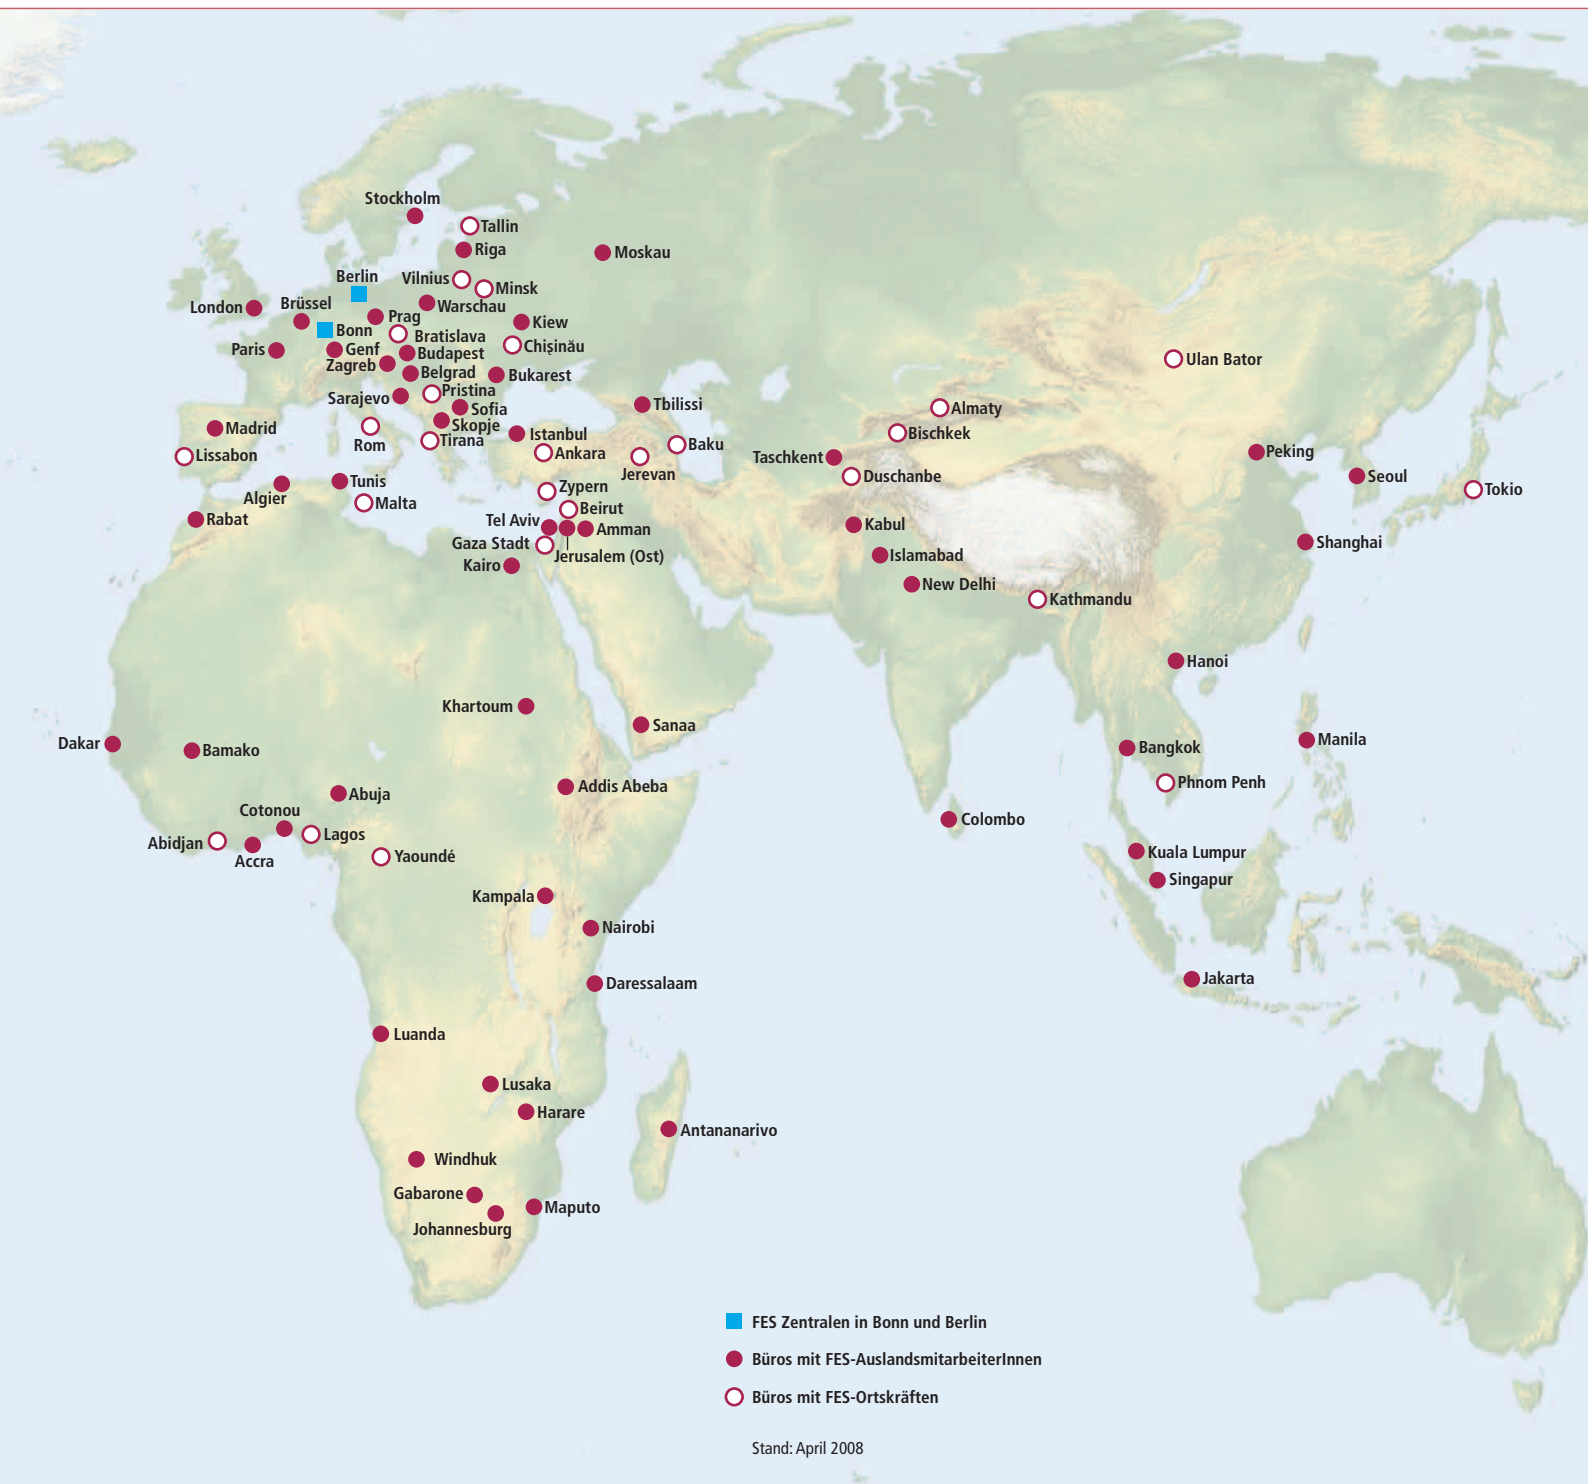 Stockholm
Tallin
Riga
Moskau
Berlin
Vilnius
Minsk
London
Brüssel
Warschau
Prag
Kiew
Bonn
Bratislava
Chişinău
Paris
Genf
Budapest
Zagreb
Belgrad
Bukarest
Ulan Bator
Sarajevo
Pristina
Tbilissi
Almaty
Sofia
Skopje
Madrid
Rom
Tirana
Istanbul
Ankara
Baku
Bischkek
Lissabon
Jerevan
Taschkent
Peking
Duschanbe
Seoul
Tokio
Algier
Tunis
Malta
Zypern
Beirut
Rabat
Tel Aviv
Amman
Kabul
Gaza Stadt
Jerusalem (Ost)
Shanghai
Kairo
Islamabad
New Delhi
Kathmandu
Hanoi
Khartoum
Sanaa
Dakar
Bamako
Bangkok
Manila
Abuja
Addis Abeba
Phnom Penh
Cotonou
Colombo
Abidjan
Lagos
Accra
Yaoundé
Kuala Lumpur
Singapur
Kampala
Nairobi
Daressalaam
Jakarta
Luanda
Lusaka
Harare
Antananarivo
Windhuk
Gabarone
Maputo
Johannesburg
FES Zentralen in Bonn und Berlin
Büros mit FES-AuslandsmitarbeiterInnen
Büros mit FES-Ortskräften
Stand: April 2008